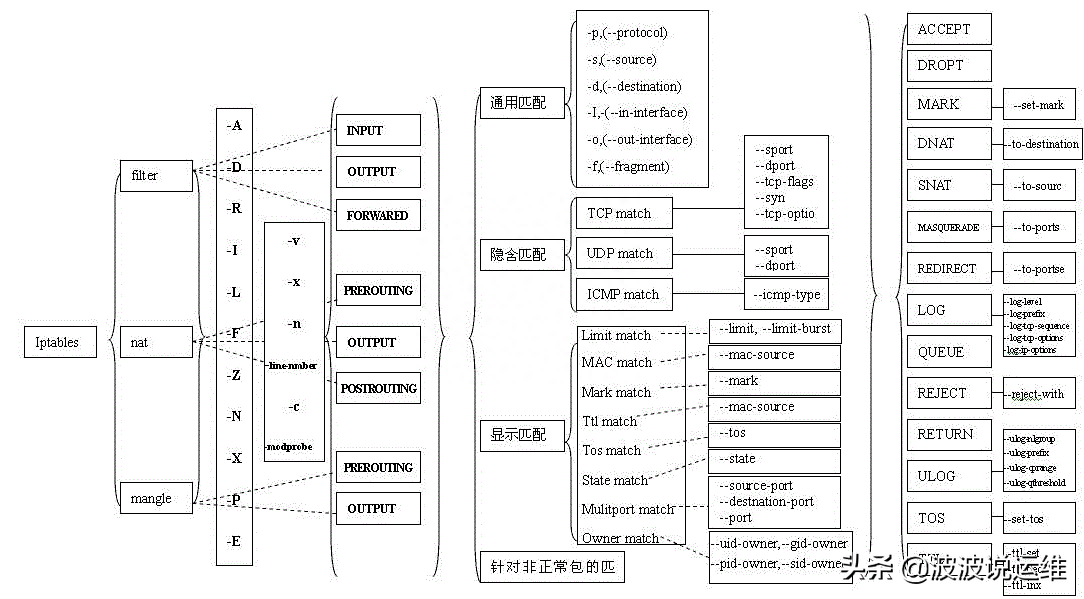 Iptables
filter
nat
mangle
-A
-D
-R
-I
-L
-F
-Z
-N
-X
-P
-E
-v
-x
-n
-line-nmber
-c
-modprobe
INPUT
OUTPUT
FORWARED
PREROUTING
OUTPUT
POSTROUTING
PREROUTING
OUTPUT
通用匹配
-p,(--protocol)
-s,(--source)
-d,(--destination)
-I,-(--in-interface)
-o,(--out-interface)
-f,(--fragment)
隐含匹配
TCP match
--sport
--dport
--tcp-flags
--syn
--tcp-optio
UDP match
--sport
--dport
ICMP match
--icmp-type
显示匹配
Limit match
--limit, --limit-burst
MAC match
--mac-source
Mark match
--mark
Ttl match
--mac-source
Tos match
--tos
State match
--state
Mulitport match
--source-port
--destnation-port
--port
Owner match
--uid-owner,--gid-owner
--pid-owner,--sid-owne
针对非正常包的匹
ACCEPT
DROPT
MARK
--set-mark
DNAT
--to-destination
SNAT
--to-sourc
MASQUERADE
--to-ports
REDIRECT
--to-portse
LOG
--log-level
--log-prefix
--log-tcp-sequence
--log-tcp-options
-log-ip-options
QUEUE
REJECT
--reject-with
RETURN
ULOG
--ulog-nlgroup
--ulog-prefix
--ulog-cprange
--ulog-qthreshold
TOS
--set-tos
--ttl-set
--ttl-inx
头条 @波波说运维